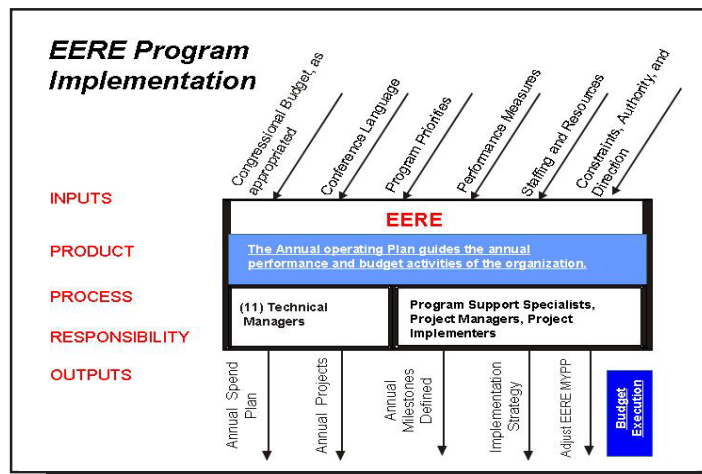 EERE Program
Implementation
Congressional Budget, as
appropriated
Conference Language
Program Priorities
Performance Measures
Staffing and Resources
Constraints, Authority, and
Direction
INPUTS
EERE
PRODUCT
The Annual operating Plan guides the annual
performance and budget activities of the organization.
PROCESS
(11) Technical
Managers
Program Support Specialists,
Project Managers, Project
Implementers
RESPONSIBILITY
OUTPUTS
Annual Spend
Plan
Annual Projects
Annual
Milestones
Defined
Implementation
Strategy
Adjust EERE MYPP
Budget
Execution